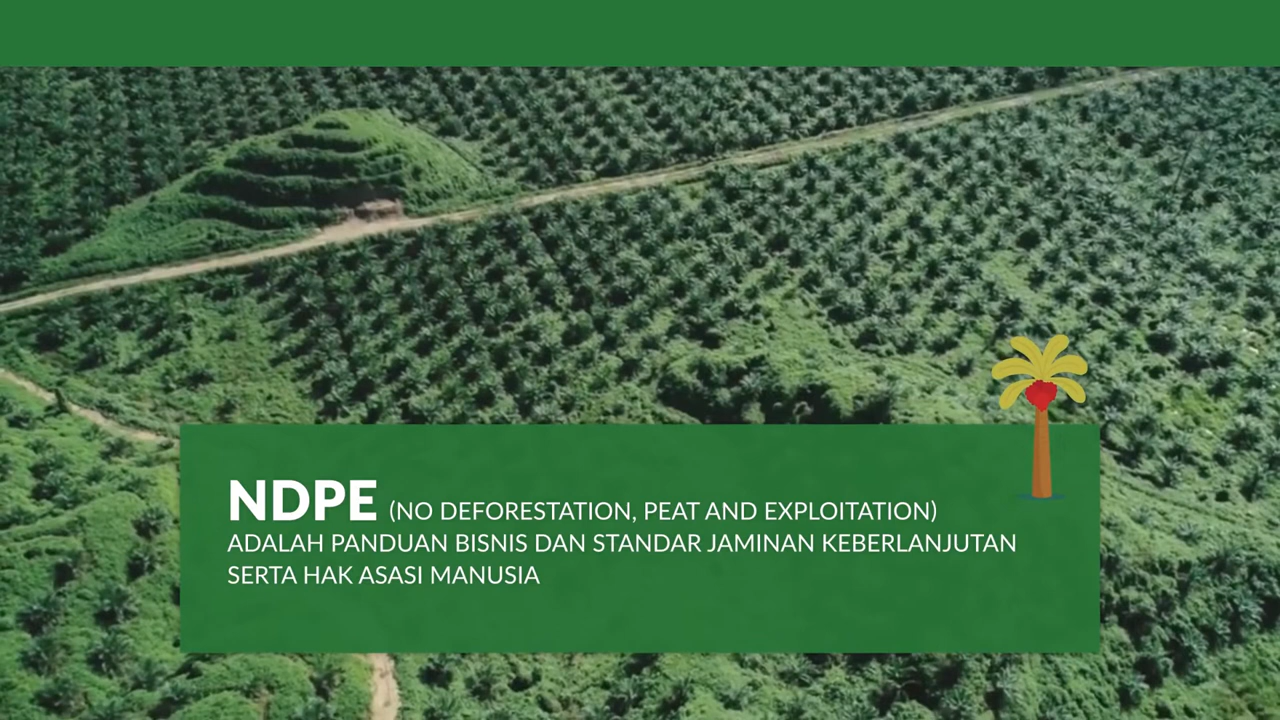 NDPE (NO DEFORESTATION, PEAT AND EXPLOITATION)
ADALAH PANDUAN BISNIS DAN STANDAR JAMINAN KEBERLANJUTAN
SERTA HAK ASASI MANUSIA